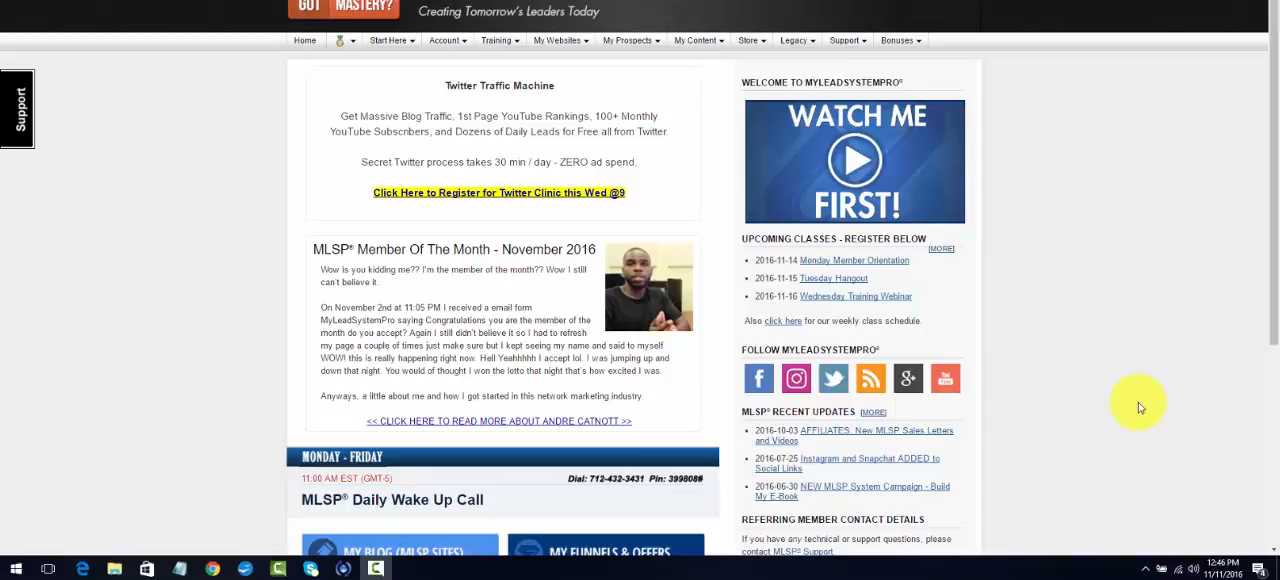 GOT MASTERY?
Creating Tomorrow's Leaders Today
Home Start Here Account Training My Websites My Prospects My Content Store Legacy Support Bonuses
Support
Twitter Traffic Machine
Get Massive Blog Traffic, 1st Page YouTube Rankings, 100+ Monthly
YouTube Subscribers, and Dozens of Daily Leads for Free all from Twitter.
Secret Twitter process takes 30 min / day - ZERO ad spend.
Click Here to Register for Twitter Clinic this Wed @9
MLSP® Member Of The Month - November 2016
Wow is you kidding me?? I'm the member of the month?? Wow I still
can't believe it.
On November 2nd at 11:05 PM I received a email form
MyLeadSystemPro saying Congratulations you are the member of the
month do you accept? Again I still didn't believe it so I had to refresh
my page a couple of times just make sure but I kept seeing my name and said to myself
WOW! this is really happening right now. Hell Yeahhhhh I accept lol. I was jumping up and
down that night. You would of thought I won the lotto that night that's how excited I was.
Anyways, a little about me and how I got started in this network marketing industry.
<< CLICK HERE TO READ MORE ABOUT ANDRE CATNOTT >>
MONDAY - FRIDAY
11:00 AM EST (GMT-5) Dial: 712-432-3431 Pin: 399808#
MLSP® Daily Wake Up Call
MY BLOG (MLSP SITES) MY FUNNELS & OFFERS
WELCOME TO MYLEADSYSTEMPRO®
WATCH ME
FIRST!
UPCOMING CLASSES - REGISTER BELOW
[MORE]
2016-11-14 Monday Member Orientation
2016-11-15 Tuesday Hangout
2016-11-16 Wednesday Training Webinar
Also click here for our weekly class schedule.
FOLLOW MYLEADSYSTEMPRO®
f g+ You Tube
MLSP® RECENT UPDATES [MORE]
2016-10-03 AFFILIATES New MLSP Sales Letters
and Videos
2016-07-25 Instagram and Snapchat ADDED to
Social Links
2016-06-30 NEW MLSP System Campaign - Build
My E-Book
REFERRING MEMBER CONTACT DETAILS
If you have any technical or support questions, please
contact MLSP® Support.
12:46 PM
11/11/2016
4